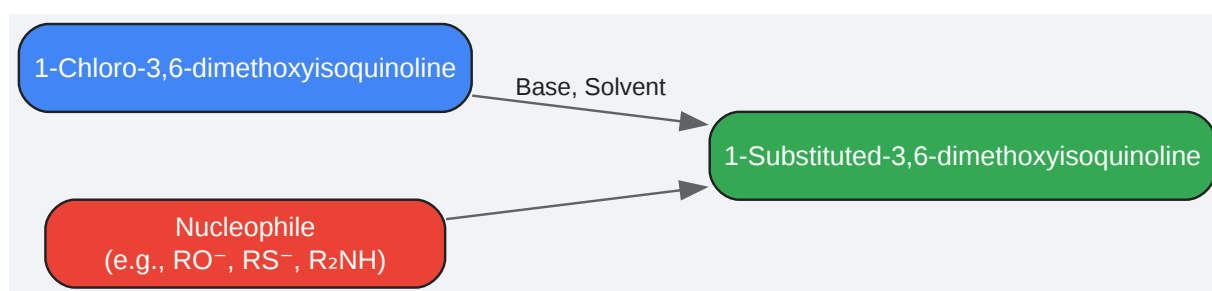 1-Chloro-3,6-dimethoxyisoquinoline
Base, Solvent
1-Substituted-3,6-dimethoxyisoquinoline
Nucleophile
(e.g., RO⁻, RS⁻, R₂NH)